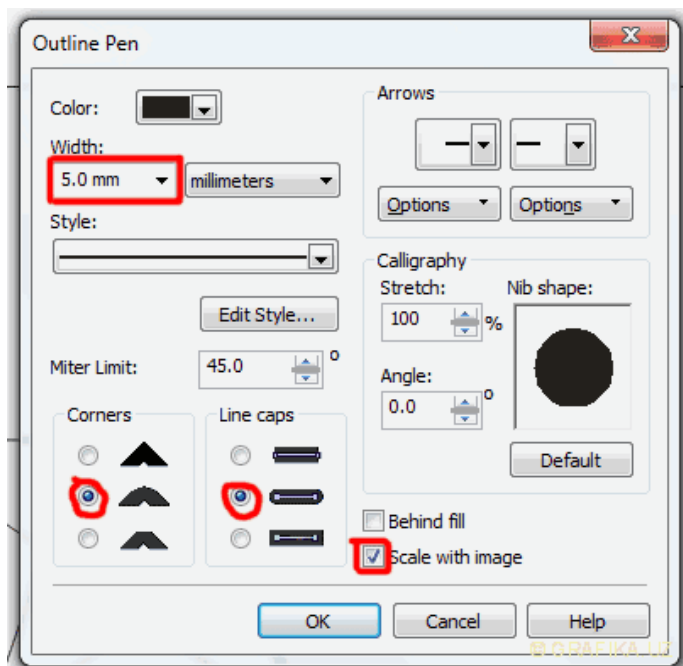 Outline Pen
Color:
Width:
5.0 mm
millimeters
Style:
Edit Style...
Miter Limit:
45.0
°
Corners
Line caps
Arrows
Options
Options
Calligraphy
Stretch:
Nib shape:
100
%
Angle:
0.0
°
Default
Behind fill
Scale with image
OK
Cancel
Help